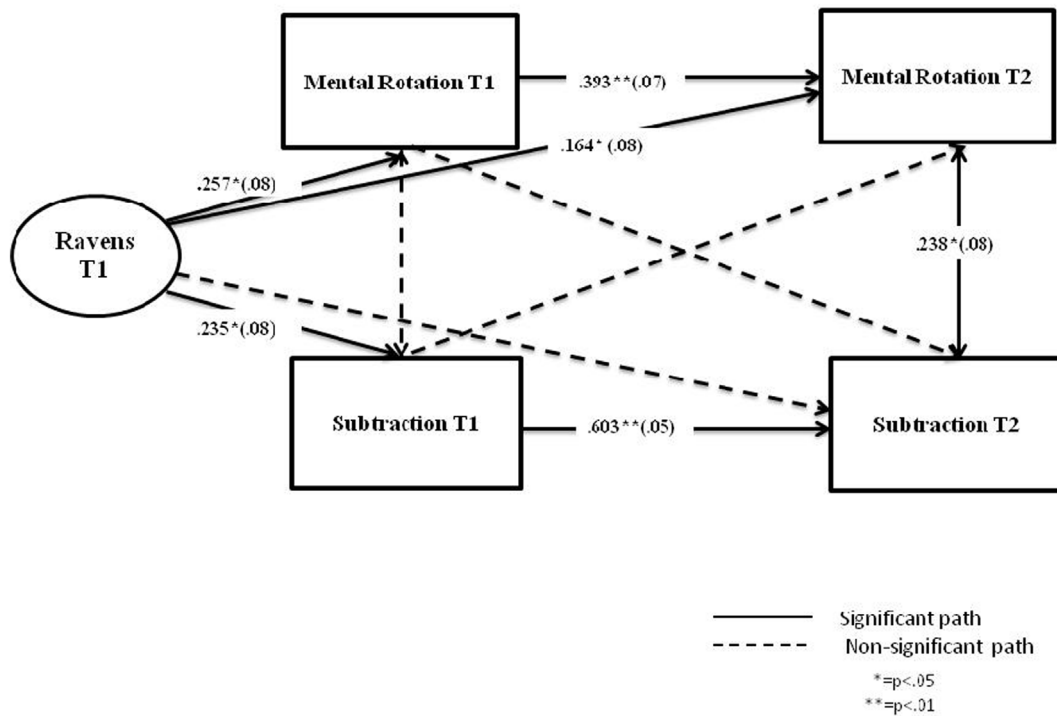 Mental Rotation T1
Mental Rotation T2
.393**(.07)
.164* (.08)
.257*(.08)
Ravens
T1
.238*(.08)
.235*(.08)
Subtraction T1
Subtraction T2
.603**(.05)
Significant path
Non-significant path
*=p<.05
**=p<.01